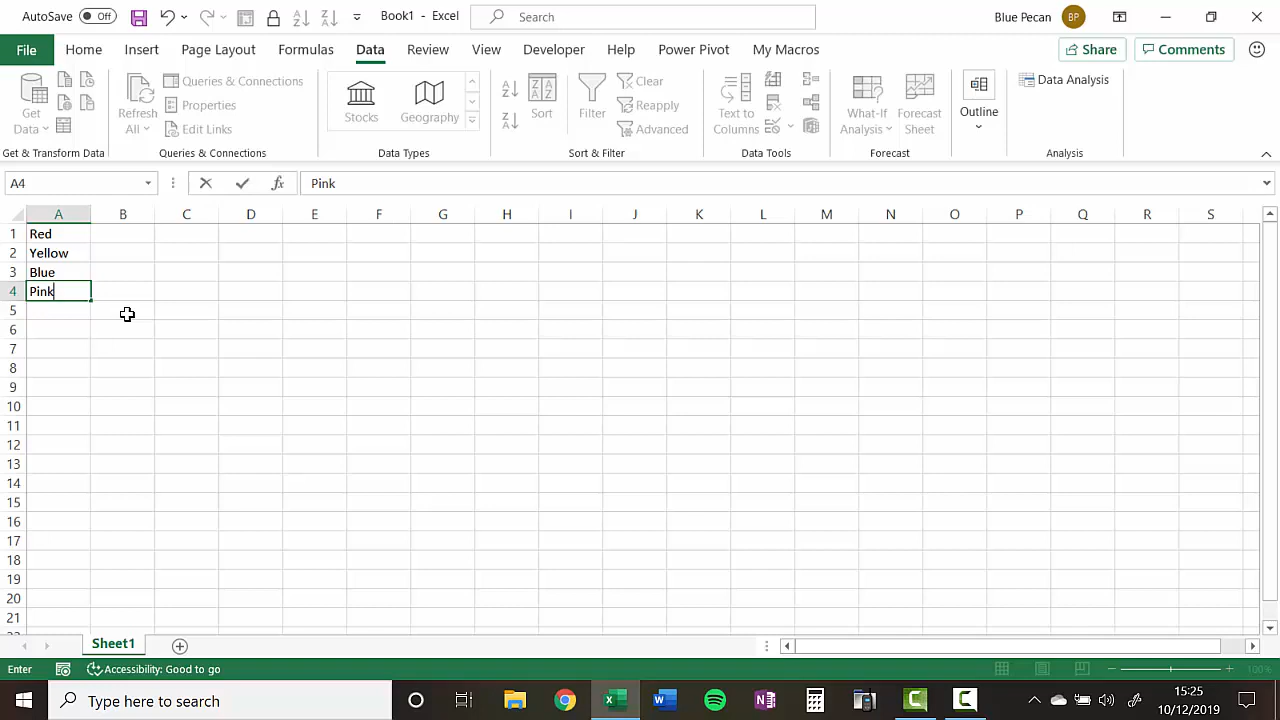 AutoSave Off Book1 - Excel Search Blue Pecan BP
File Home Insert Page Layout Formulas Data Review View Developer Help Power Pivot My Macros Share Comments
Get Data
Refresh All
Queries & Connections
Properties
Edit Links
Stocks
Geography
Sort
Filter
Clear
Reapply
Advanced
Text to Columns
What-If Analysis
Forecast Sheet
Outline
Data Analysis
Get & Transform Data Queries & Connections Data Types Sort & Filter Data Tools Forecast Analysis
A4 fx Pink
A B C D E F G H I J K L M N O P Q R S
1 Red
2 Yellow
3 Blue
4 Pink
5
6
7
8
9
10
11
12
13
14
15
16
17
18
19
20
21
Sheet1
Enter Accessibility: Good to go 100%
Type here to search 15:25
10/12/2019